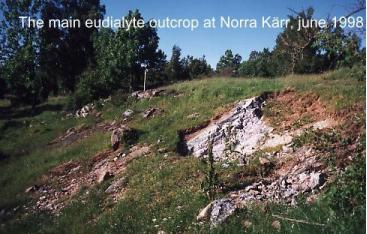 The main eudialyte outcrop at Norra Kärr, june 1998